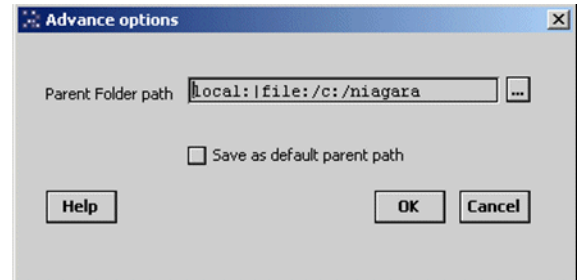 Advance options
Parent Folder path local:|file:/c:/niagara ...
Save as default parent path
Help OK Cancel